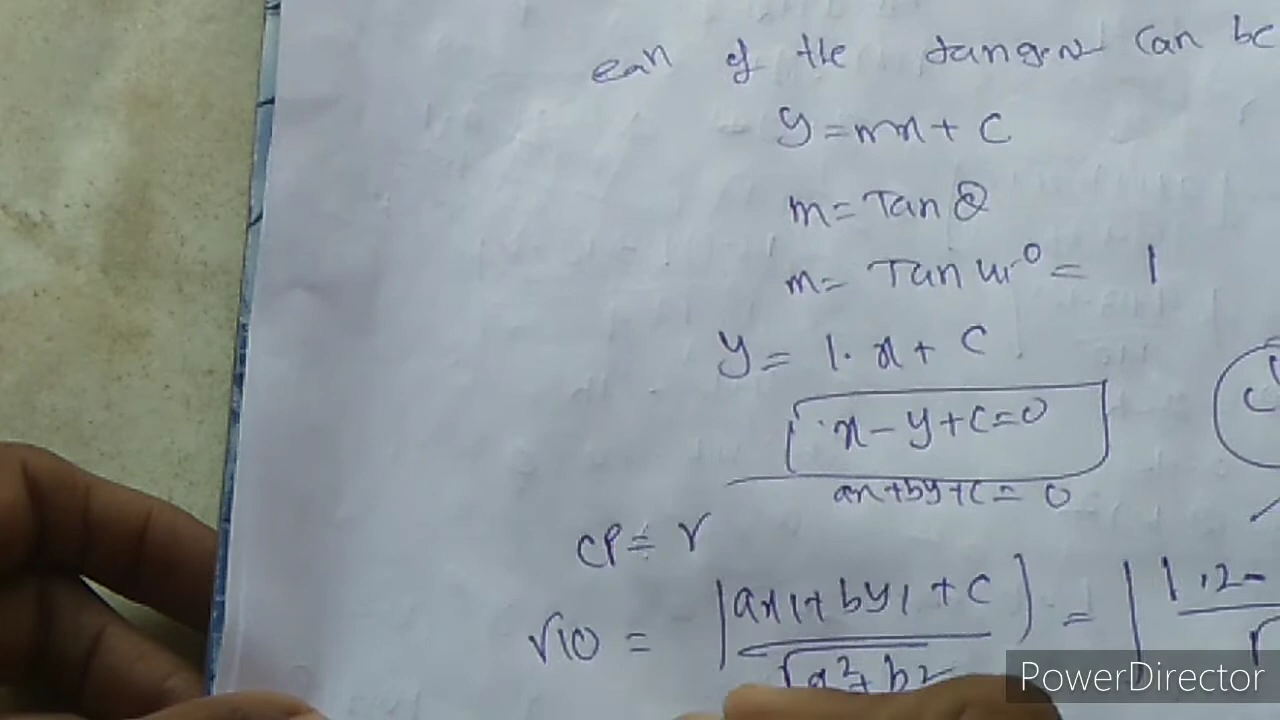 ean of the tangent can be
y = mx + c
m = Tan θ
m = Tan 45° = 1
y = 1. x + c
x - y + c = 0
ax + by + c = 0
CP = r
√10 = |ax1 + by1 + c / √a² + b²| = |1.2 -
PowerDirector